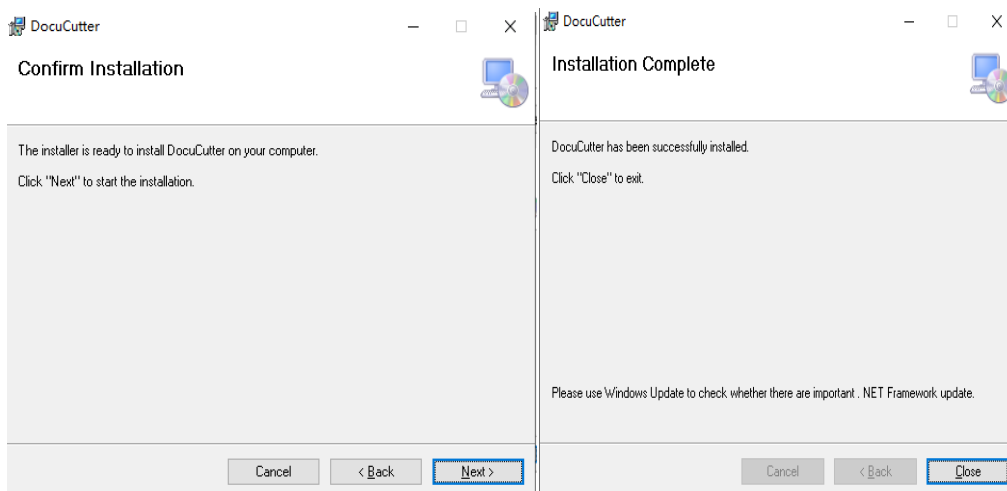 DocuCutter
Confirm Installation
The installer is ready to install DocuCutter on your computer.
Click "Next" to start the installation.
Cancel
< Back
Next >
DocuCutter
Installation Complete
DocuCutter has been successfully installed.
Click "Close" to exit.
Please use Windows Update to check whether there are important . NET Framework update.
Cancel
< Back
Close